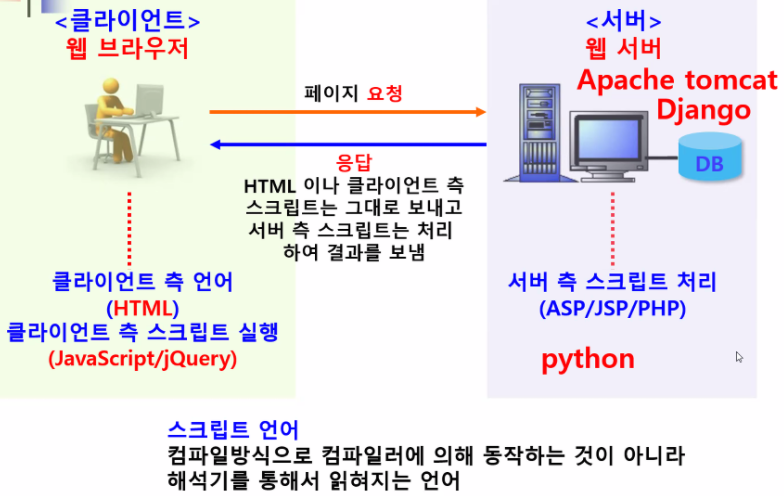 <클라이언트>
웹 브라우저
<서버>
웹 서버
Apache tomcat
Django
페이지 요청
DB
응답
HTML 이나 클라이언트 측
스크립트는 그대로 보내고
서버 측 스크립트는 처리
하여 결과를 보냄
클라이언트 측 언어
(HTML)
클라이언트 측 스크립트 실행
(JavaScript/jQuery)
서버 측 스크립트 처리
(ASP/JSP/PHP)
python
스크립트 언어
컴파일방식으로 컴파일러에 의해 동작하는 것이 아니라
해석기를 통해서 읽혀지는 언어